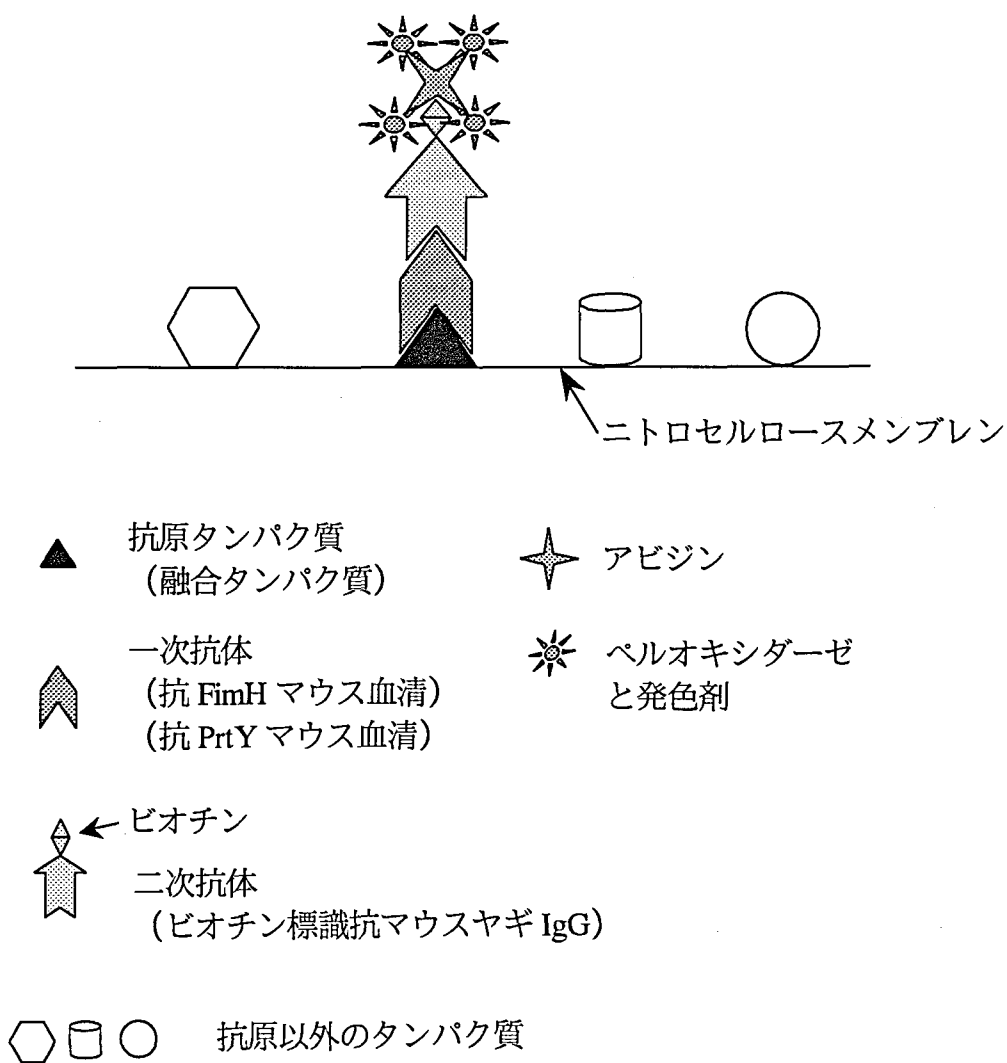 ニトロセルロースメンブレン
抗原タンパク質
（融合タンパク質）
アビジン
一次抗体
（抗 FimH マウス血清）
（抗 PrtY マウス血清）
ペルオキシダーゼ
と発色剤
ビオチン
二次抗体
（ビオチン標識抗マウスヤギ IgG）
抗原以外のタンパク質